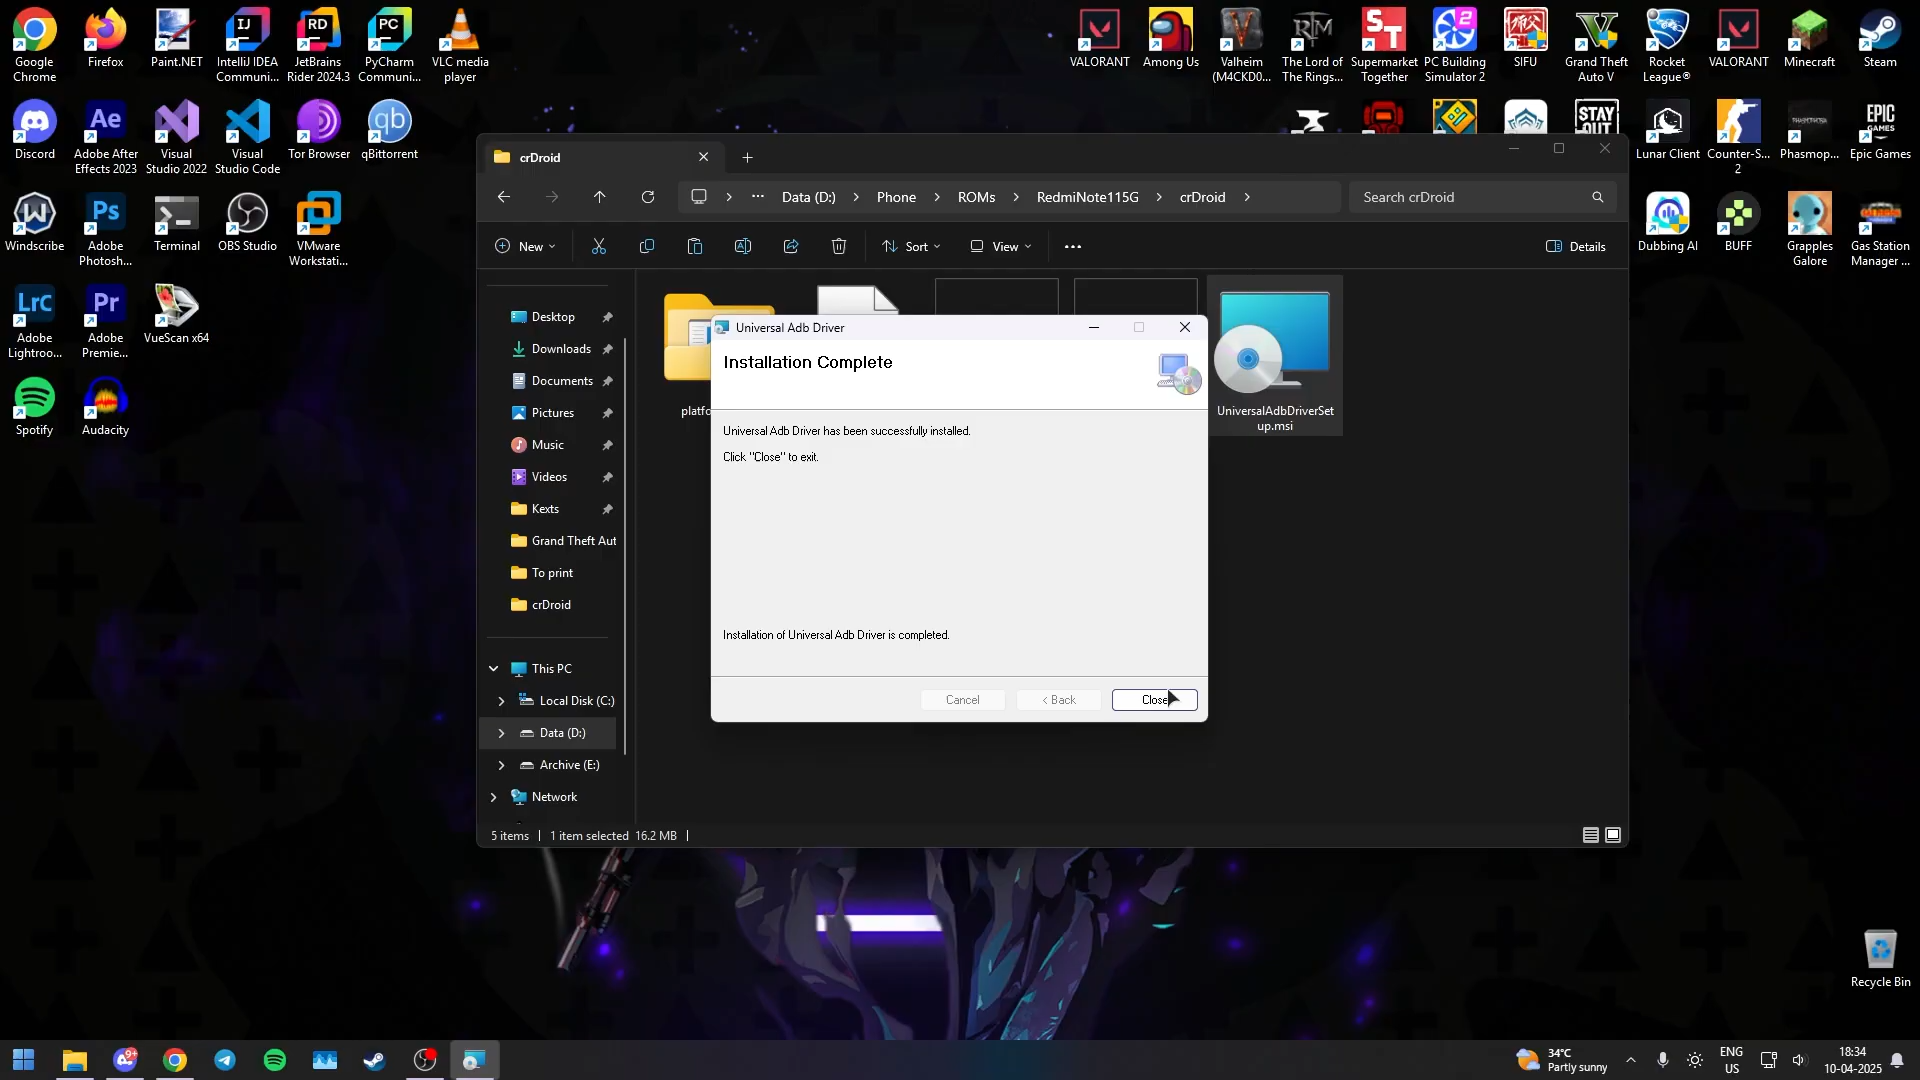 Google Chrome
Firefox
Paint.NET
IntelliJ IDEA Communi...
JetBrains Rider 2024.3
PyCharm Communi...
VLC media player
VALORANT
Among Us
Valheim (M4CKD0...
The Lord of The Rings...
Supermarket Together
PC Building Simulator 2
SIFU
Grand Theft Auto V
Rocket League®
VALORANT
Minecraft
Steam
Discord
Adobe After Effects 2023
Visual Studio 2022
Visual Studio Code
Tor Browser
qBittorrent
STAY OUT
Lunar Client
Counter-S... 2
Phasmop...
Epic Games
Windscribe
Adobe Photosh...
Terminal
OBS Studio
VMware Workstati...
Dubbing AI
BUFF
Grapples Galore
Gas Station Manager ...
Adobe Lightroo...
Adobe Premie...
VueScan x64
Spotify
Audacity
crDroid
Data (D:)
Phone
ROMs
RedmiNote115G
crDroid
Search crDroid
New
Sort
View
Details
Desktop
Downloads
Documents
Pictures
Music
Videos
Kexts
Grand Theft Aut
To print
crDroid
This PC
Local Disk (C:)
Data (D:)
Archive (E:)
Network
platfo
UniversalAdbDriverSet
up.msi
Universal Adb Driver
Installation Complete
Universal Adb Driver has been successfully installed.
Click "Close" to exit.
Installation of Universal Adb Driver is completed.
Cancel
< Back
Close
5 items
1 item selected 16.2 MB
Recycle Bin
34°C
Partly sunny
ENG
US
18:34
10-04-2025